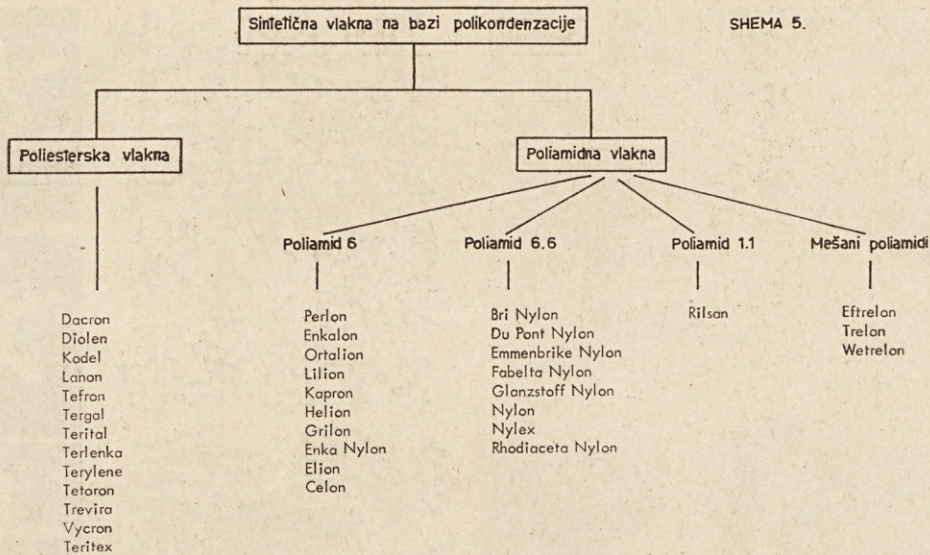 Sintetična vlakna na bazi polikondenzacije
SHEMA 5.
Poliesterska vlakna
Poliamidna vlakna
Poliamid 6
Poliamid 6.6
Poliamid 1.1
Mešani poliamidi
Dacron
Diolen
Kodel
Lanon
Tefron
Tergal
Terital
Terlenka
Terylene
Tetoron
Trevira
Vycron
Teritex
Perlon
Enkalon
Ortalion
Lilion
Kapron
Helion
Grilon
Enka Nylon
Elion
Celon
Bri Nylon
Du Pont Nylon
Emmenbrike Nylon
Fabelta Nylon
Glanzstoff Nylon
Nylon
Nylex
Rhodiaceta Nylon
Rilsan
Eftrelon
Trelon
Wetrelon